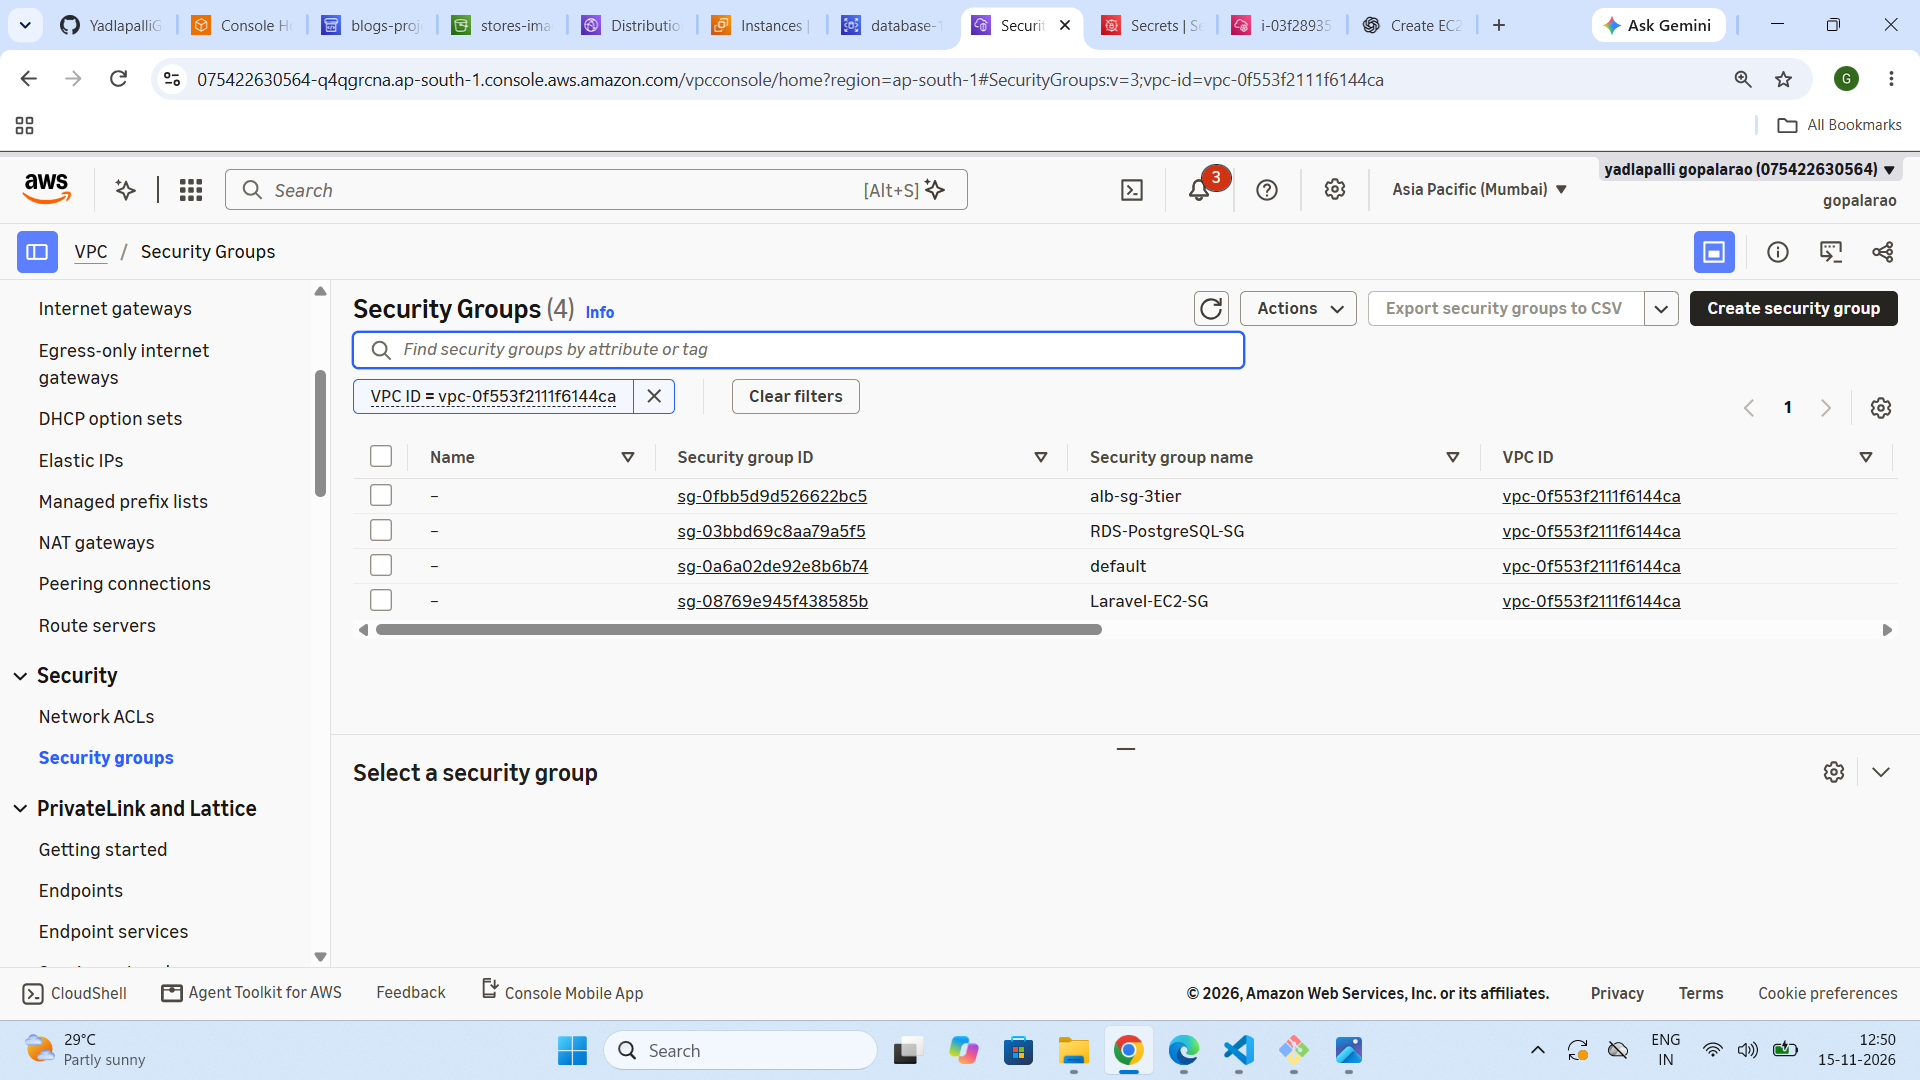 YadlapalliG
Console Ho
blogs-proj
stores-ima
Distributio
Instances |
database-1
Securit
Secrets | Se
i-03f28935
Create EC2
Ask Gemini
075422630564-q4qgrcna.ap-south-1.console.aws.amazon.com/vpcconsole/home?region=ap-south-1#SecurityGroups:v=3;vpc-id=vpc-0f553f2111f6144ca
G
All Bookmarks
aws
Search
[Alt+S]
3
Asia Pacific (Mumbai)
yadlapalli gopalarao (075422630564)
gopalarao
VPC / Security Groups
Internet gateways
Egress-only internet
gateways
DHCP option sets
Elastic IPs
Managed prefix lists
NAT gateways
Peering connections
Route servers
Security
Network ACLs
Security groups
PrivateLink and Lattice
Getting started
Endpoints
Endpoint services
Security Groups (4) Info
Actions
Export security groups to CSV
Create security group
Find security groups by attribute or tag
VPC ID = vpc-0f553f2111f6144ca
Clear filters
1
Name Security group ID Security group name VPC ID
– sg-0fbb5d9d526622bc5 alb-sg-3tier vpc-0f553f2111f6144ca
– sg-03bbd69c8aa79a5f5 RDS-PostgreSQL-SG vpc-0f553f2111f6144ca
– sg-0a6a02de92e8b6b74 default vpc-0f553f2111f6144ca
– sg-08769e945f438585b Laravel-EC2-SG vpc-0f553f2111f6144ca
Select a security group
CloudShell
Agent Toolkit for AWS
Feedback
Console Mobile App
© 2026, Amazon Web Services, Inc. or its affiliates.
Privacy
Terms
Cookie preferences
29°C
Partly sunny
Search
ENG
IN
12:50
15-11-2026